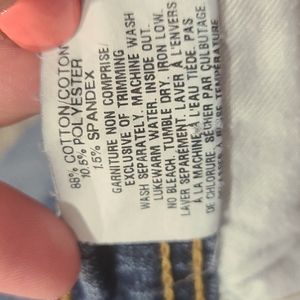 88% COTTON COTON
10.5% POLYESTER
1.5% SPANDEX
GARNITURE NON COMPRISE.
EXCLUSIVE OF TRIMMING
WASH SEPARATELY. MACHINE WASH
LUKEWARM WATER. INSIDE OUT.
NO BLEACH. TUMBLE DRY. IRON LOW.
LAVER SEPARÉMENT. LAVER À L'ENVERS
À LA MACHINE À L'EAU TIÈDE. PAS
DE CHLORURE. SÉCHER PAR CULBUTAGE
TEMPÉRATURE